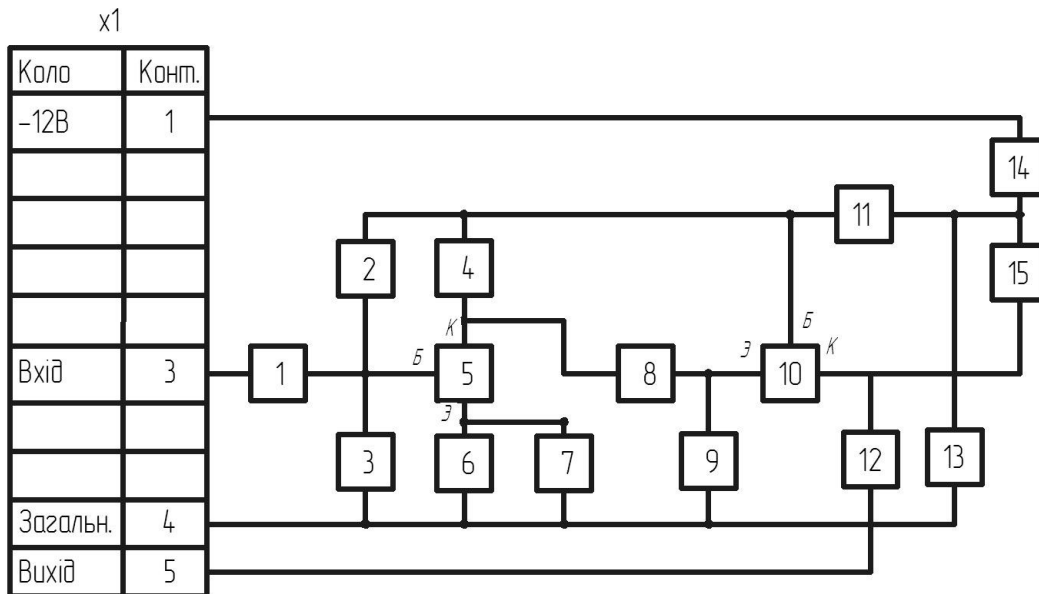 x1
Коло Конт.
-12В 1
14
11
2 4 15
Б
К
Б Э К
Вхід 3 1 5 8 10
Э
3 6 7 9 12 13
Загальн. 4
Вихід 5